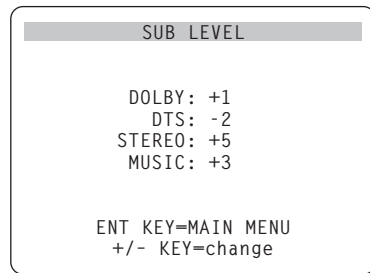 SUB LEVEL
DOLBY: +1
DTS: -2
STEREO: +5
MUSIC: +3
ENT KEY=MAIN MENU
+/- KEY=change